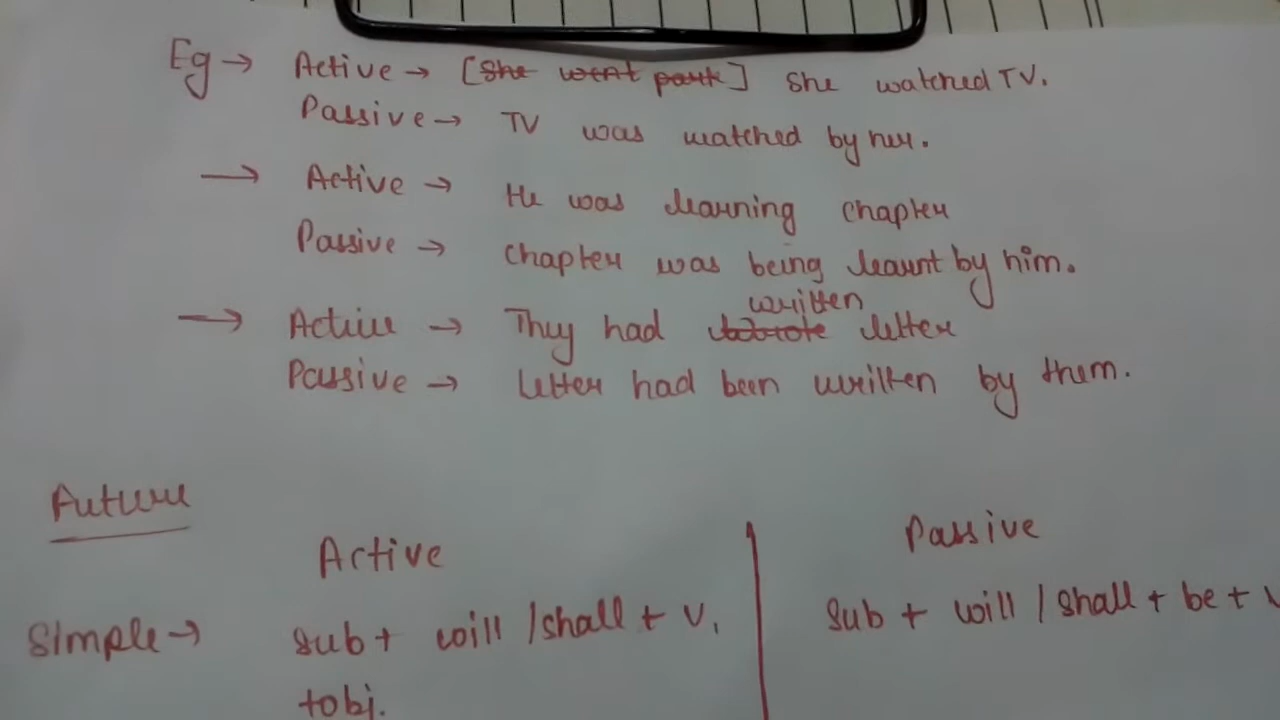 Eg → Active → [She went park] She watched TV.
Passive → TV was watched by her.
→ Active → He was learning chapter
Passive → chapter was being learnt by him.
written
→ Active → They had wrote letter
Passive → letter had been written by them.
Future
Active Passive
Simple → sub + will / shall + V1 sub + will / shall + be + V
+obj.